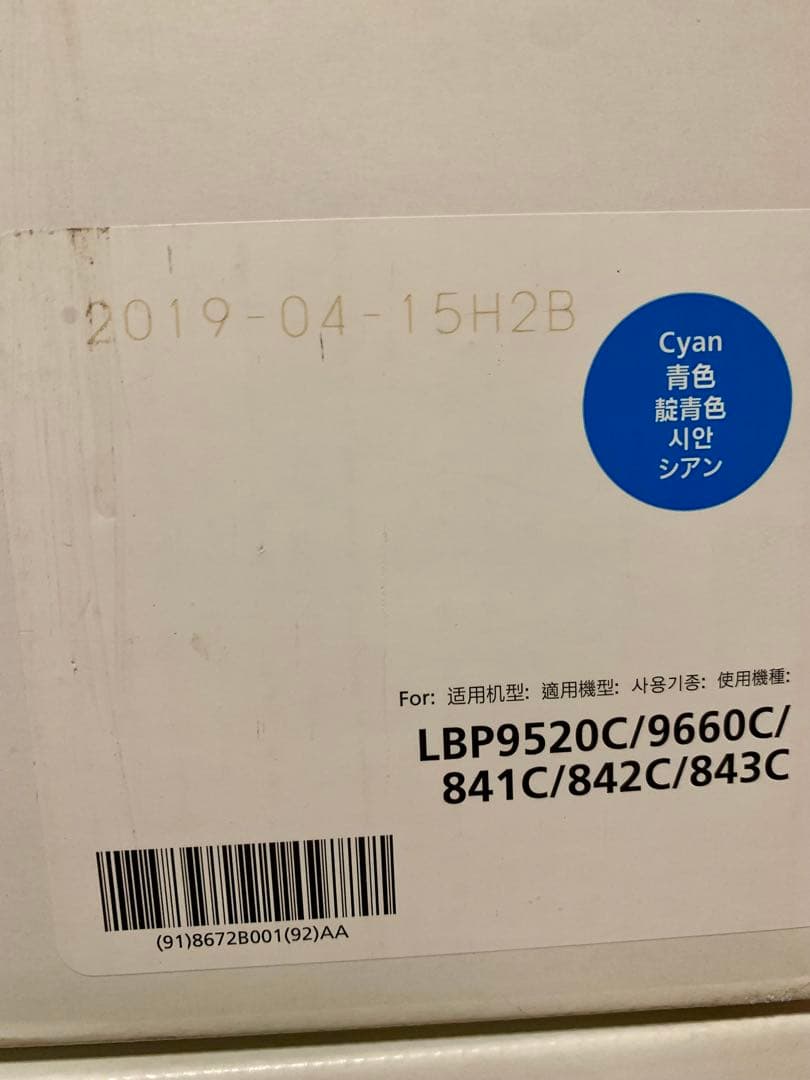 2019-04-15H2B
Cyan
青色
靛青色
시안
シアン
For: 适用机型: 適用機型: 사용기종: 使用機種:
LBP9520C/9660C/
841C/842C/843C
(91)8672B001(92)AA